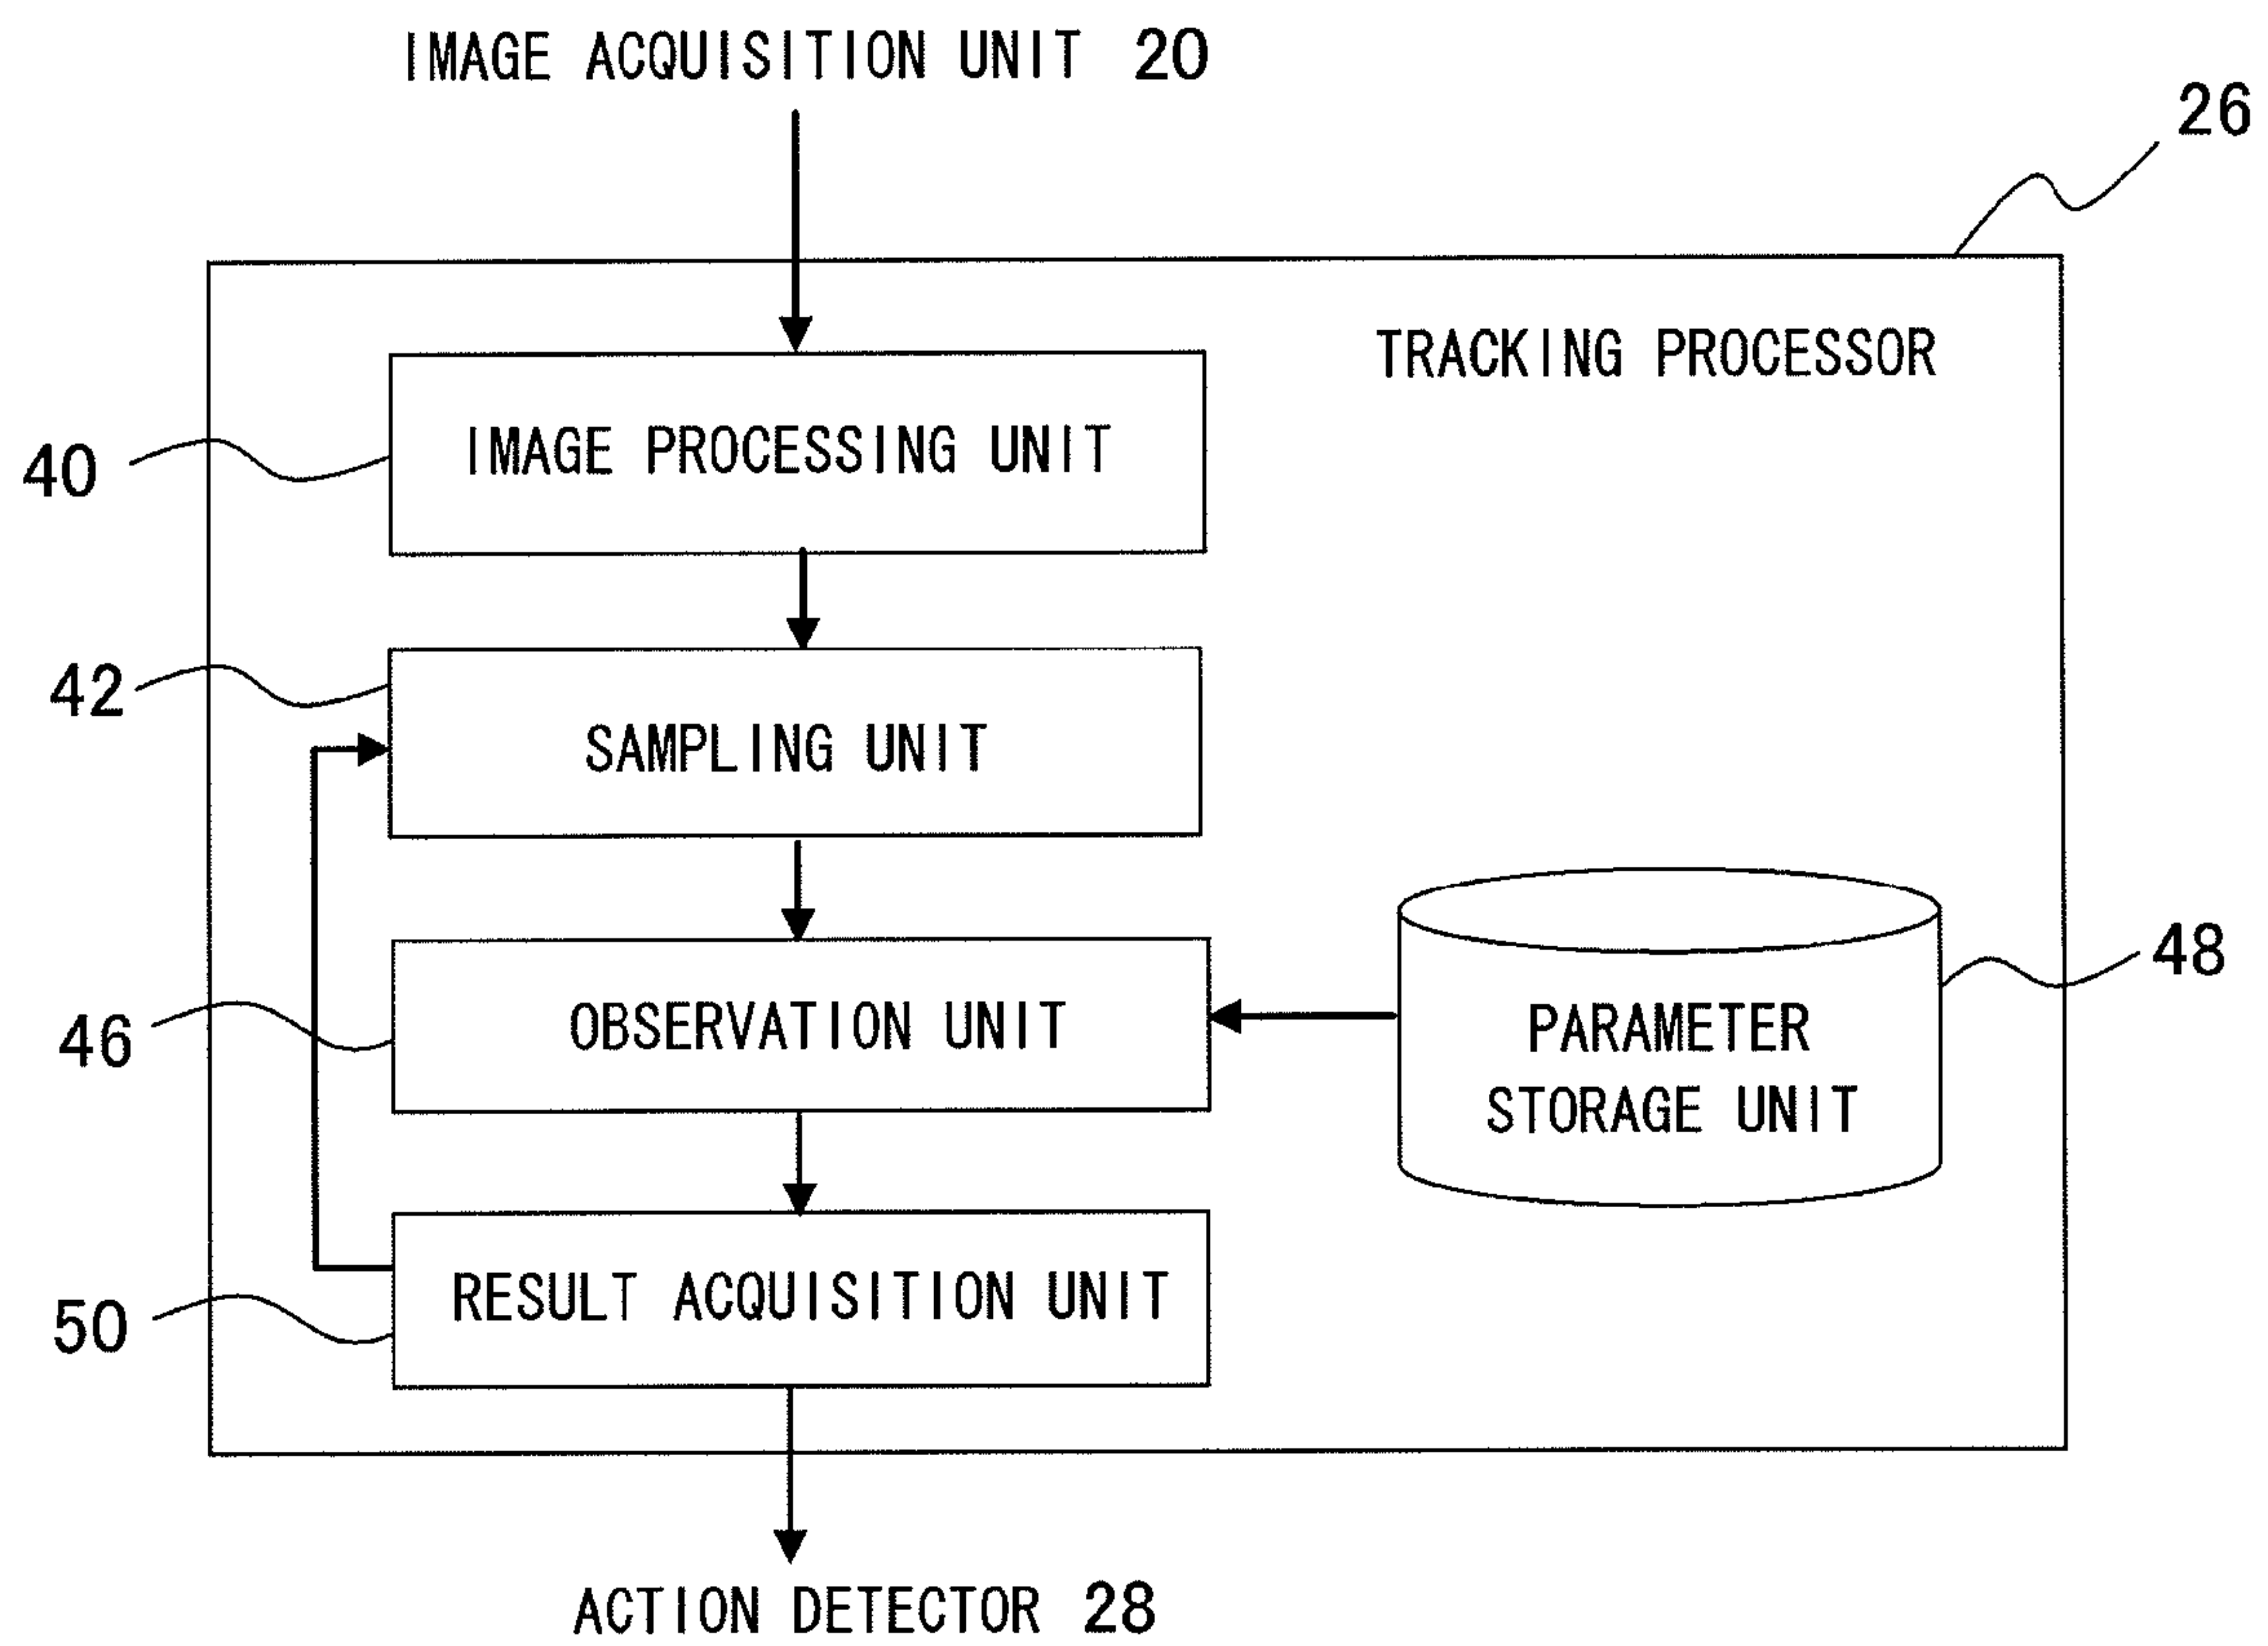 IMAGE ACQUISITION UNIT 20
26
TRACKING PROCESSOR
40
IMAGE PROCESSING UNIT
42
SAMPLING UNIT
46
OBSERVATION UNIT
48
PARAMETER
STORAGE UNIT
50
RESULT ACQUISITION UNIT
ACTION DETECTOR 28